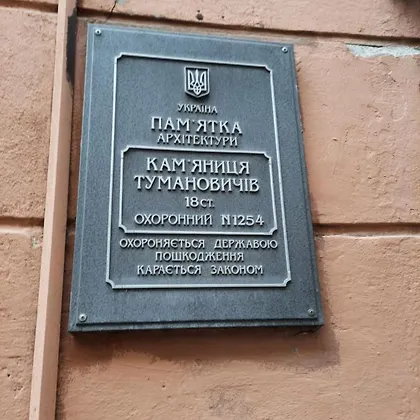 УКРАЇНА
ПАМ'ЯТКА
АРХІТЕКТУРИ
КАМ'ЯНИЦЯ
ТУМАНОВИЧІВ
18 СТ.
ОХОРОННИЙ N1254
ОХОРОНЯЄТЬСЯ ДЕРЖАВОЮ
ПОШКОДЖЕННЯ
КАРАЄТЬСЯ ЗАКОНОМ